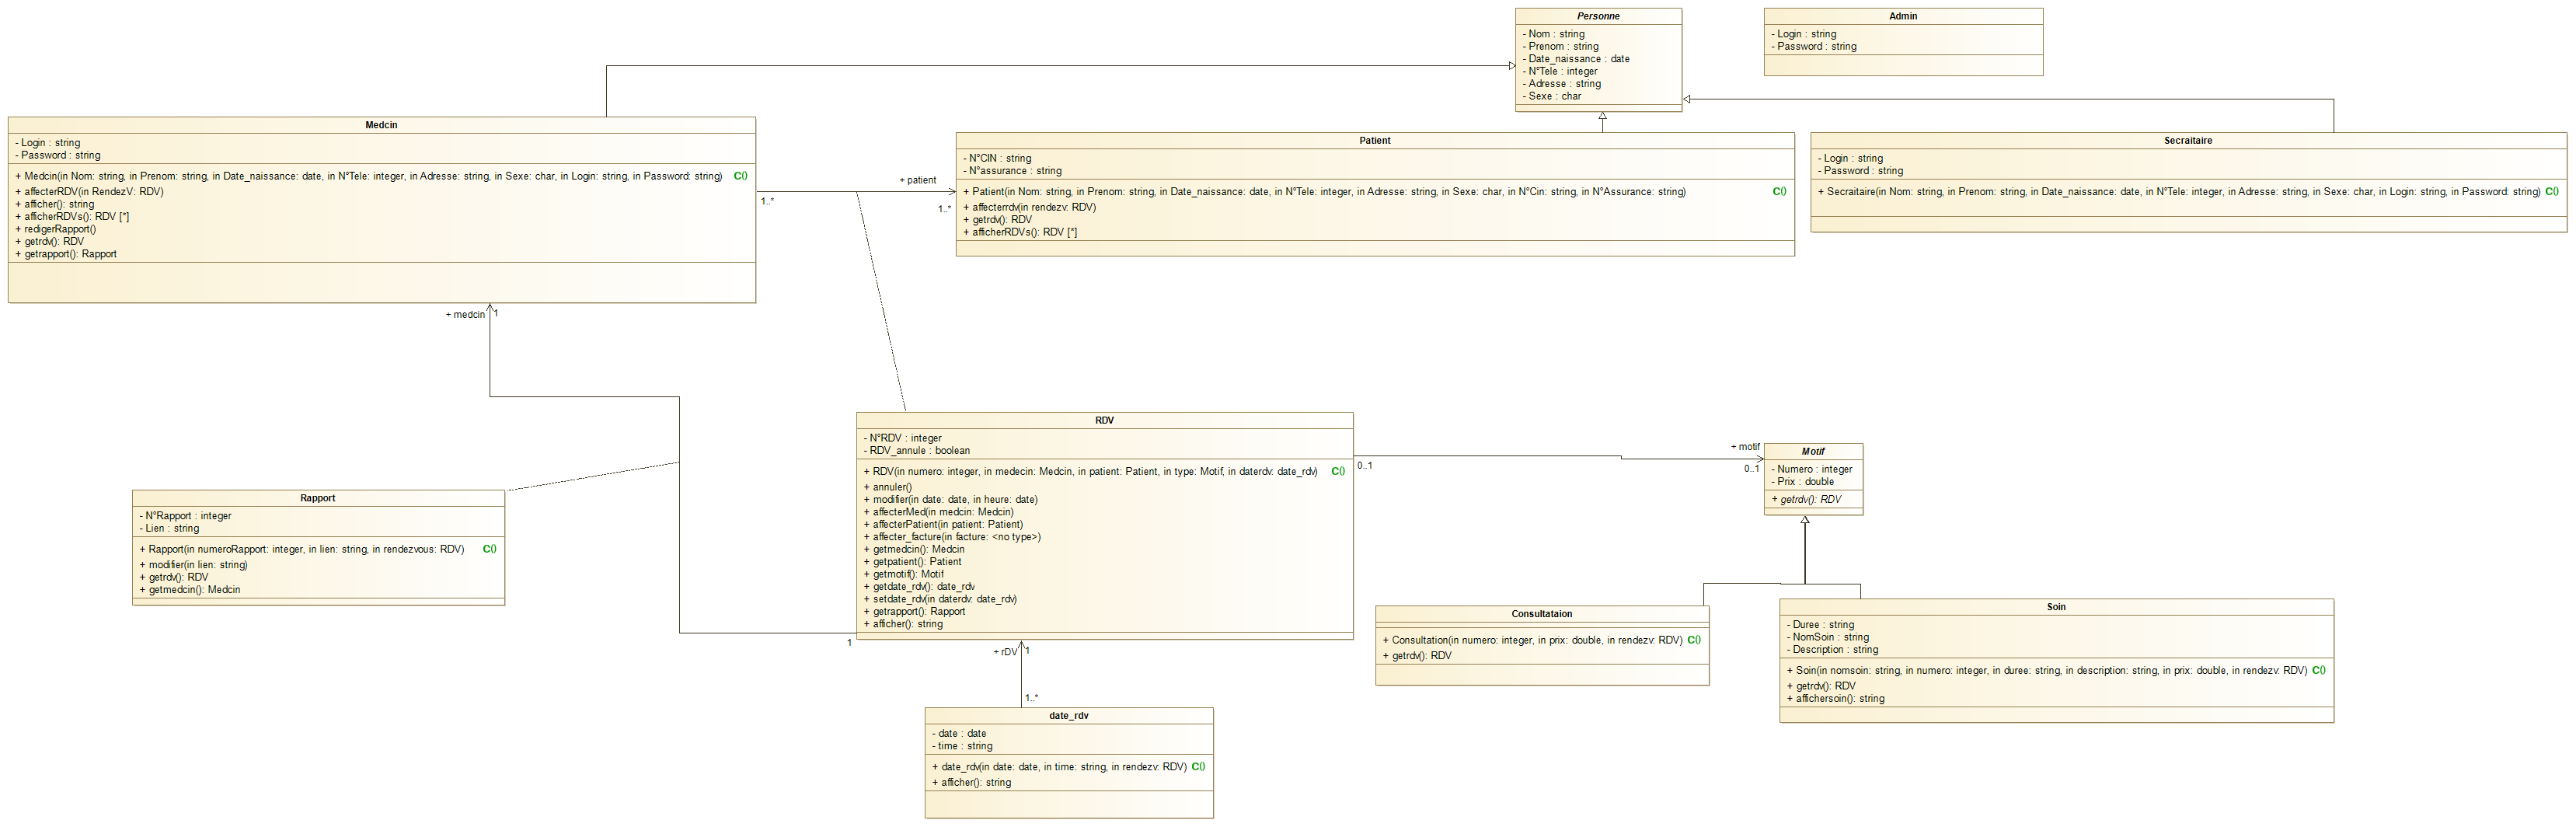 Personne
- Nom : string
- Prenom : string
- Date_naissance : date
- N°Tele : integer
- Adresse : string
- Sexe : char
Admin
- Login : string
- Password : string
Medcin
- Login : string
- Password : string
+ Medcin(in Nom: string, in Prenom: string, in Date_naissance: date, in N°Tele: integer, in Adresse: string, in Sexe: char, in Login: string, in Password: string) C()
+ affecterRDV(in RendezV: RDV)
+ afficher(): string
+ afficherRDVs(): RDV [*]
+ redigerRapport()
+ getrdv(): RDV
+ getrapport(): Rapport
1..*
+ patient
1..*
Patient
- N°CIN : string
- N°assurance : string
+ Patient(in Nom: string, in Prenom: string, in Date_naissance: date, in N°Tele: integer, in Adresse: string, in Sexe: char, in N°Cin: string, in N°Assurance: string) C()
+ affecterrdv(in rendezv: RDV)
+ getrdv(): RDV
+ afficherRDVs(): RDV [*]
Secraitaire
- Login : string
- Password : string
+ Secraitaire(in Nom: string, in Prenom: string, in Date_naissance: date, in N°Tele: integer, in Adresse: string, in Sexe: char, in Login: string, in Password: string) C()
+ medcin
1
RDV
- N°RDV : integer
- RDV_annule : boolean
+ RDV(in numero: integer, in medecin: Medcin, in patient: Patient, in type: Motif, in daterdv: date_rdv) C()
+ annuler()
+ modifier(in date: date, in heure: date)
+ affecterMed(in medcin: Medcin)
+ affecterPatient(in patient: Patient)
+ affecter_facture(in facture: <no type>)
+ getmedcin(): Medcin
+ getpatient(): Patient
+ getmotif(): Motif
+ getdate_rdv(): date_rdv
+ setdate_rdv(in daterdv: date_rdv)
+ getrapport(): Rapport
+ afficher(): string
0..1
+ motif
0..1
Motif
- Numero : integer
- Prix : double
+ getrdv(): RDV
Rapport
- N°Rapport : integer
- Lien : string
+ Rapport(in numeroRapport: integer, in lien: string, in rendezvous: RDV) C()
+ modifier(in lien: string)
+ getrdv(): RDV
+ getmedcin(): Medcin
1
+ rDV
1
1..*
Consultataion
+ Consultation(in numero: integer, in prix: double, in rendezv: RDV) C()
+ getrdv(): RDV
Soin
- Duree : string
- NomSoin : string
- Description : string
+ Soin(in nomsoin: string, in numero: integer, in duree: string, in description: string, in prix: double, in rendezv: RDV) C()
+ getrdv(): RDV
+ affichersoin(): string
date_rdv
- date : date
- time : string
+ date_rdv(in date: date, in time: string, in rendezv: RDV) C()
+ afficher(): string